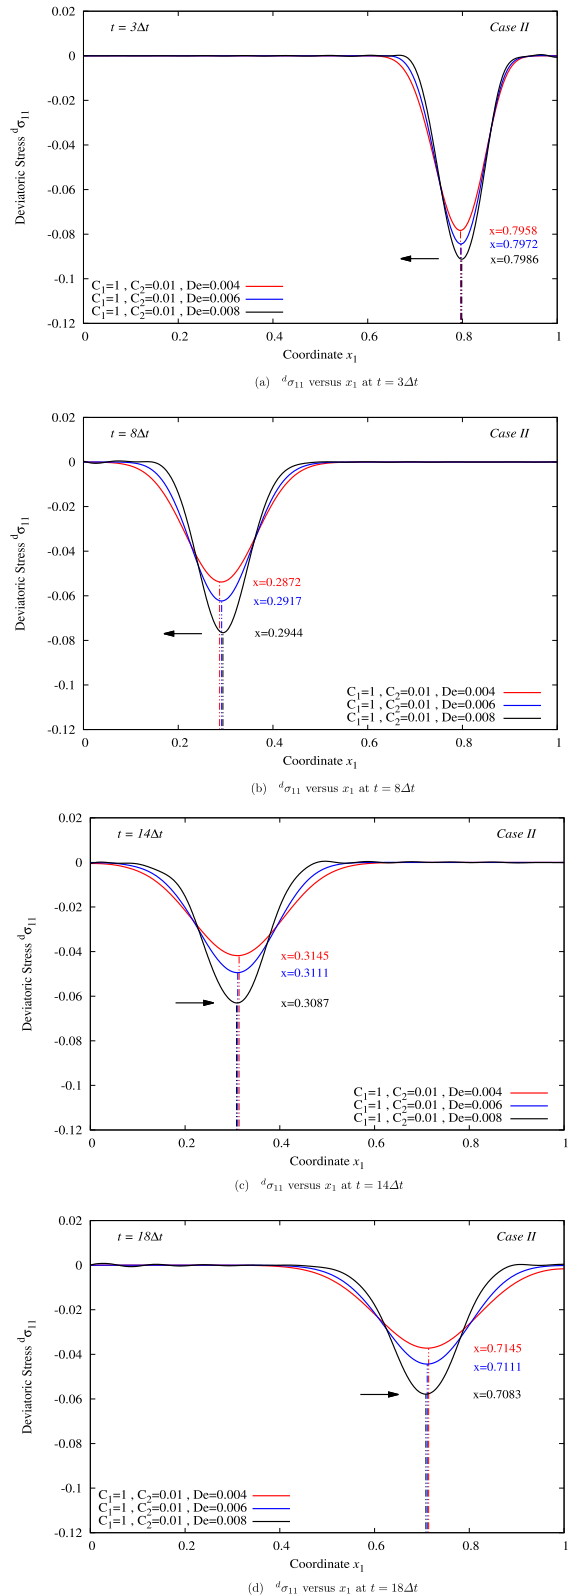 0.02
t = 3Δt Case II
0
-0.02
-0.04
-0.06
-0.08
-0.1
-0.12
Deviatoric Stress ᵈσ₁₁
x=0.7958
x=0.7972
x=0.7986
C₁=1 , C₂=0.01 , De=0.004
C₁=1 , C₂=0.01 , De=0.006
C₁=1 , C₂=0.01 , De=0.008
0 0.2 0.4 0.6 0.8 1
Coordinate x₁
(a) ᵈσ₁₁ versus x₁ at t = 3Δt
0.02
t = 8Δt Case II
0
-0.02
-0.04
-0.06
-0.08
-0.1
-0.12
Deviatoric Stress ᵈσ₁₁
x=0.2872
x=0.2917
x=0.2944
C₁=1 , C₂=0.01 , De=0.004
C₁=1 , C₂=0.01 , De=0.006
C₁=1 , C₂=0.01 , De=0.008
0 0.2 0.4 0.6 0.8 1
Coordinate x₁
(b) ᵈσ₁₁ versus x₁ at t = 8Δt
0.02
t = 14Δt Case II
0
-0.02
-0.04
-0.06
-0.08
-0.1
-0.12
Deviatoric Stress ᵈσ₁₁
x=0.3145
x=0.3111
x=0.3087
C₁=1 , C₂=0.01 , De=0.004
C₁=1 , C₂=0.01 , De=0.006
C₁=1 , C₂=0.01 , De=0.008
0 0.2 0.4 0.6 0.8 1
Coordinate x₁
(c) ᵈσ₁₁ versus x₁ at t = 14Δt
0.02
t = 18Δt Case II
0
-0.02
-0.04
-0.06
-0.08
-0.1
-0.12
Deviatoric Stress ᵈσ₁₁
x=0.7145
x=0.7111
x=0.7083
C₁=1 , C₂=0.01 , De=0.004
C₁=1 , C₂=0.01 , De=0.006
C₁=1 , C₂=0.01 , De=0.008
0 0.2 0.4 0.6 0.8 1
Coordinate x₁
(d) ᵈσ₁₁ versus x₁ at t = 18Δt